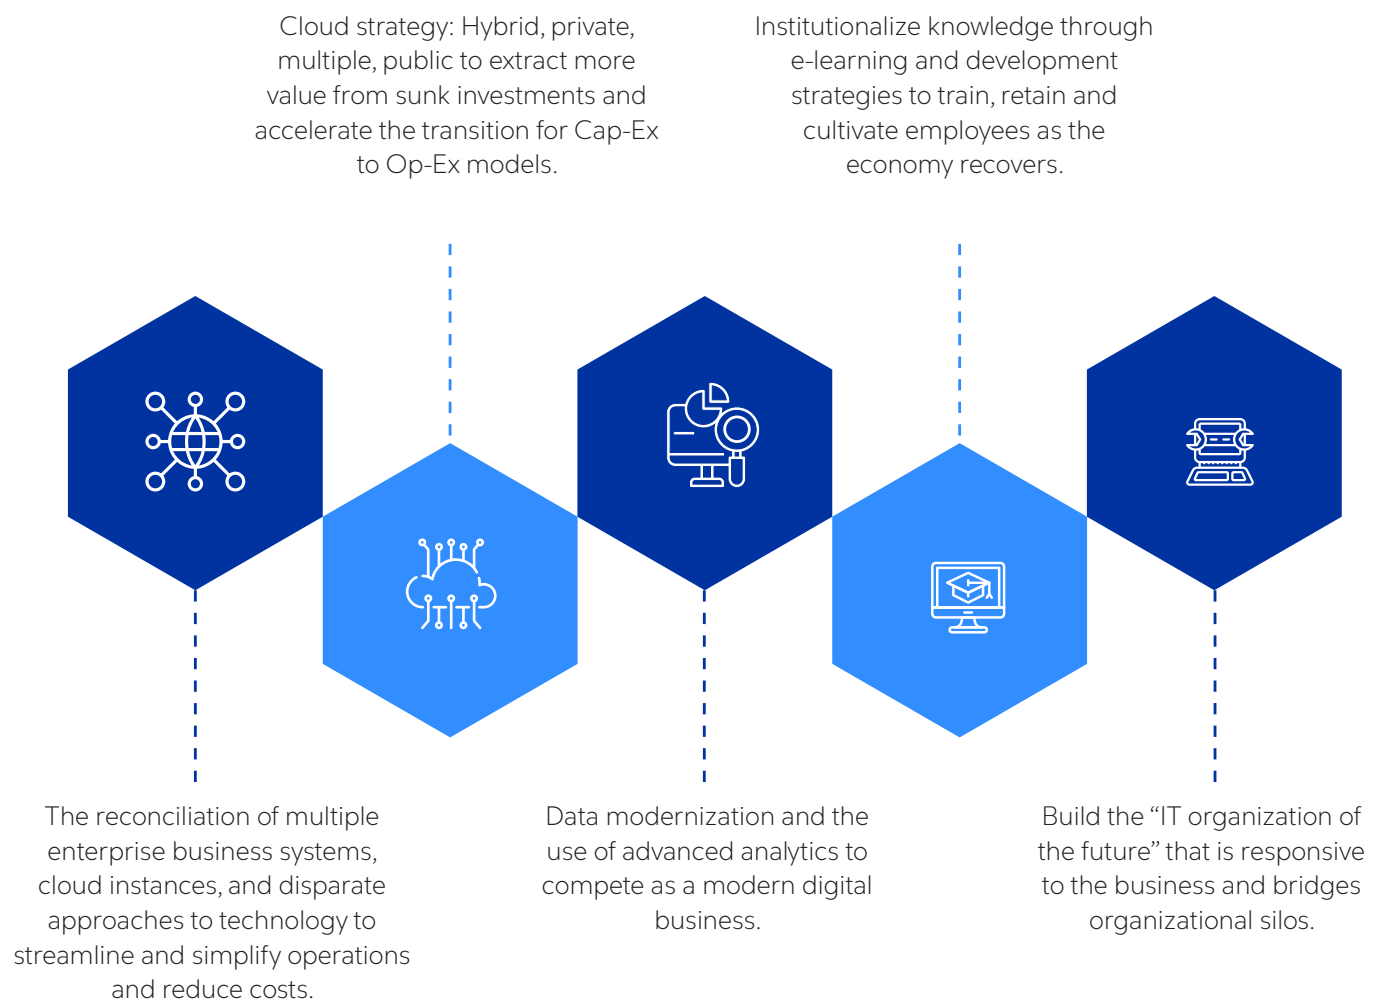 Cloud strategy: Hybrid, private,
multiple, public to extract more
value from sunk investments and
accelerate the transition for Cap-Ex
to Op-Ex models.
Institutionalize knowledge through
e-learning and development
strategies to train, retain and
cultivate employees as the
economy recovers.
The reconciliation of multiple
enterprise business systems,
cloud instances, and disparate
approaches to technology to
streamline and simplify operations
and reduce costs.
Data modernization and the
use of advanced analytics to
compete as a modern digital
business.
Build the “IT organization of
the future” that is responsive
to the business and bridges
organizational silos.